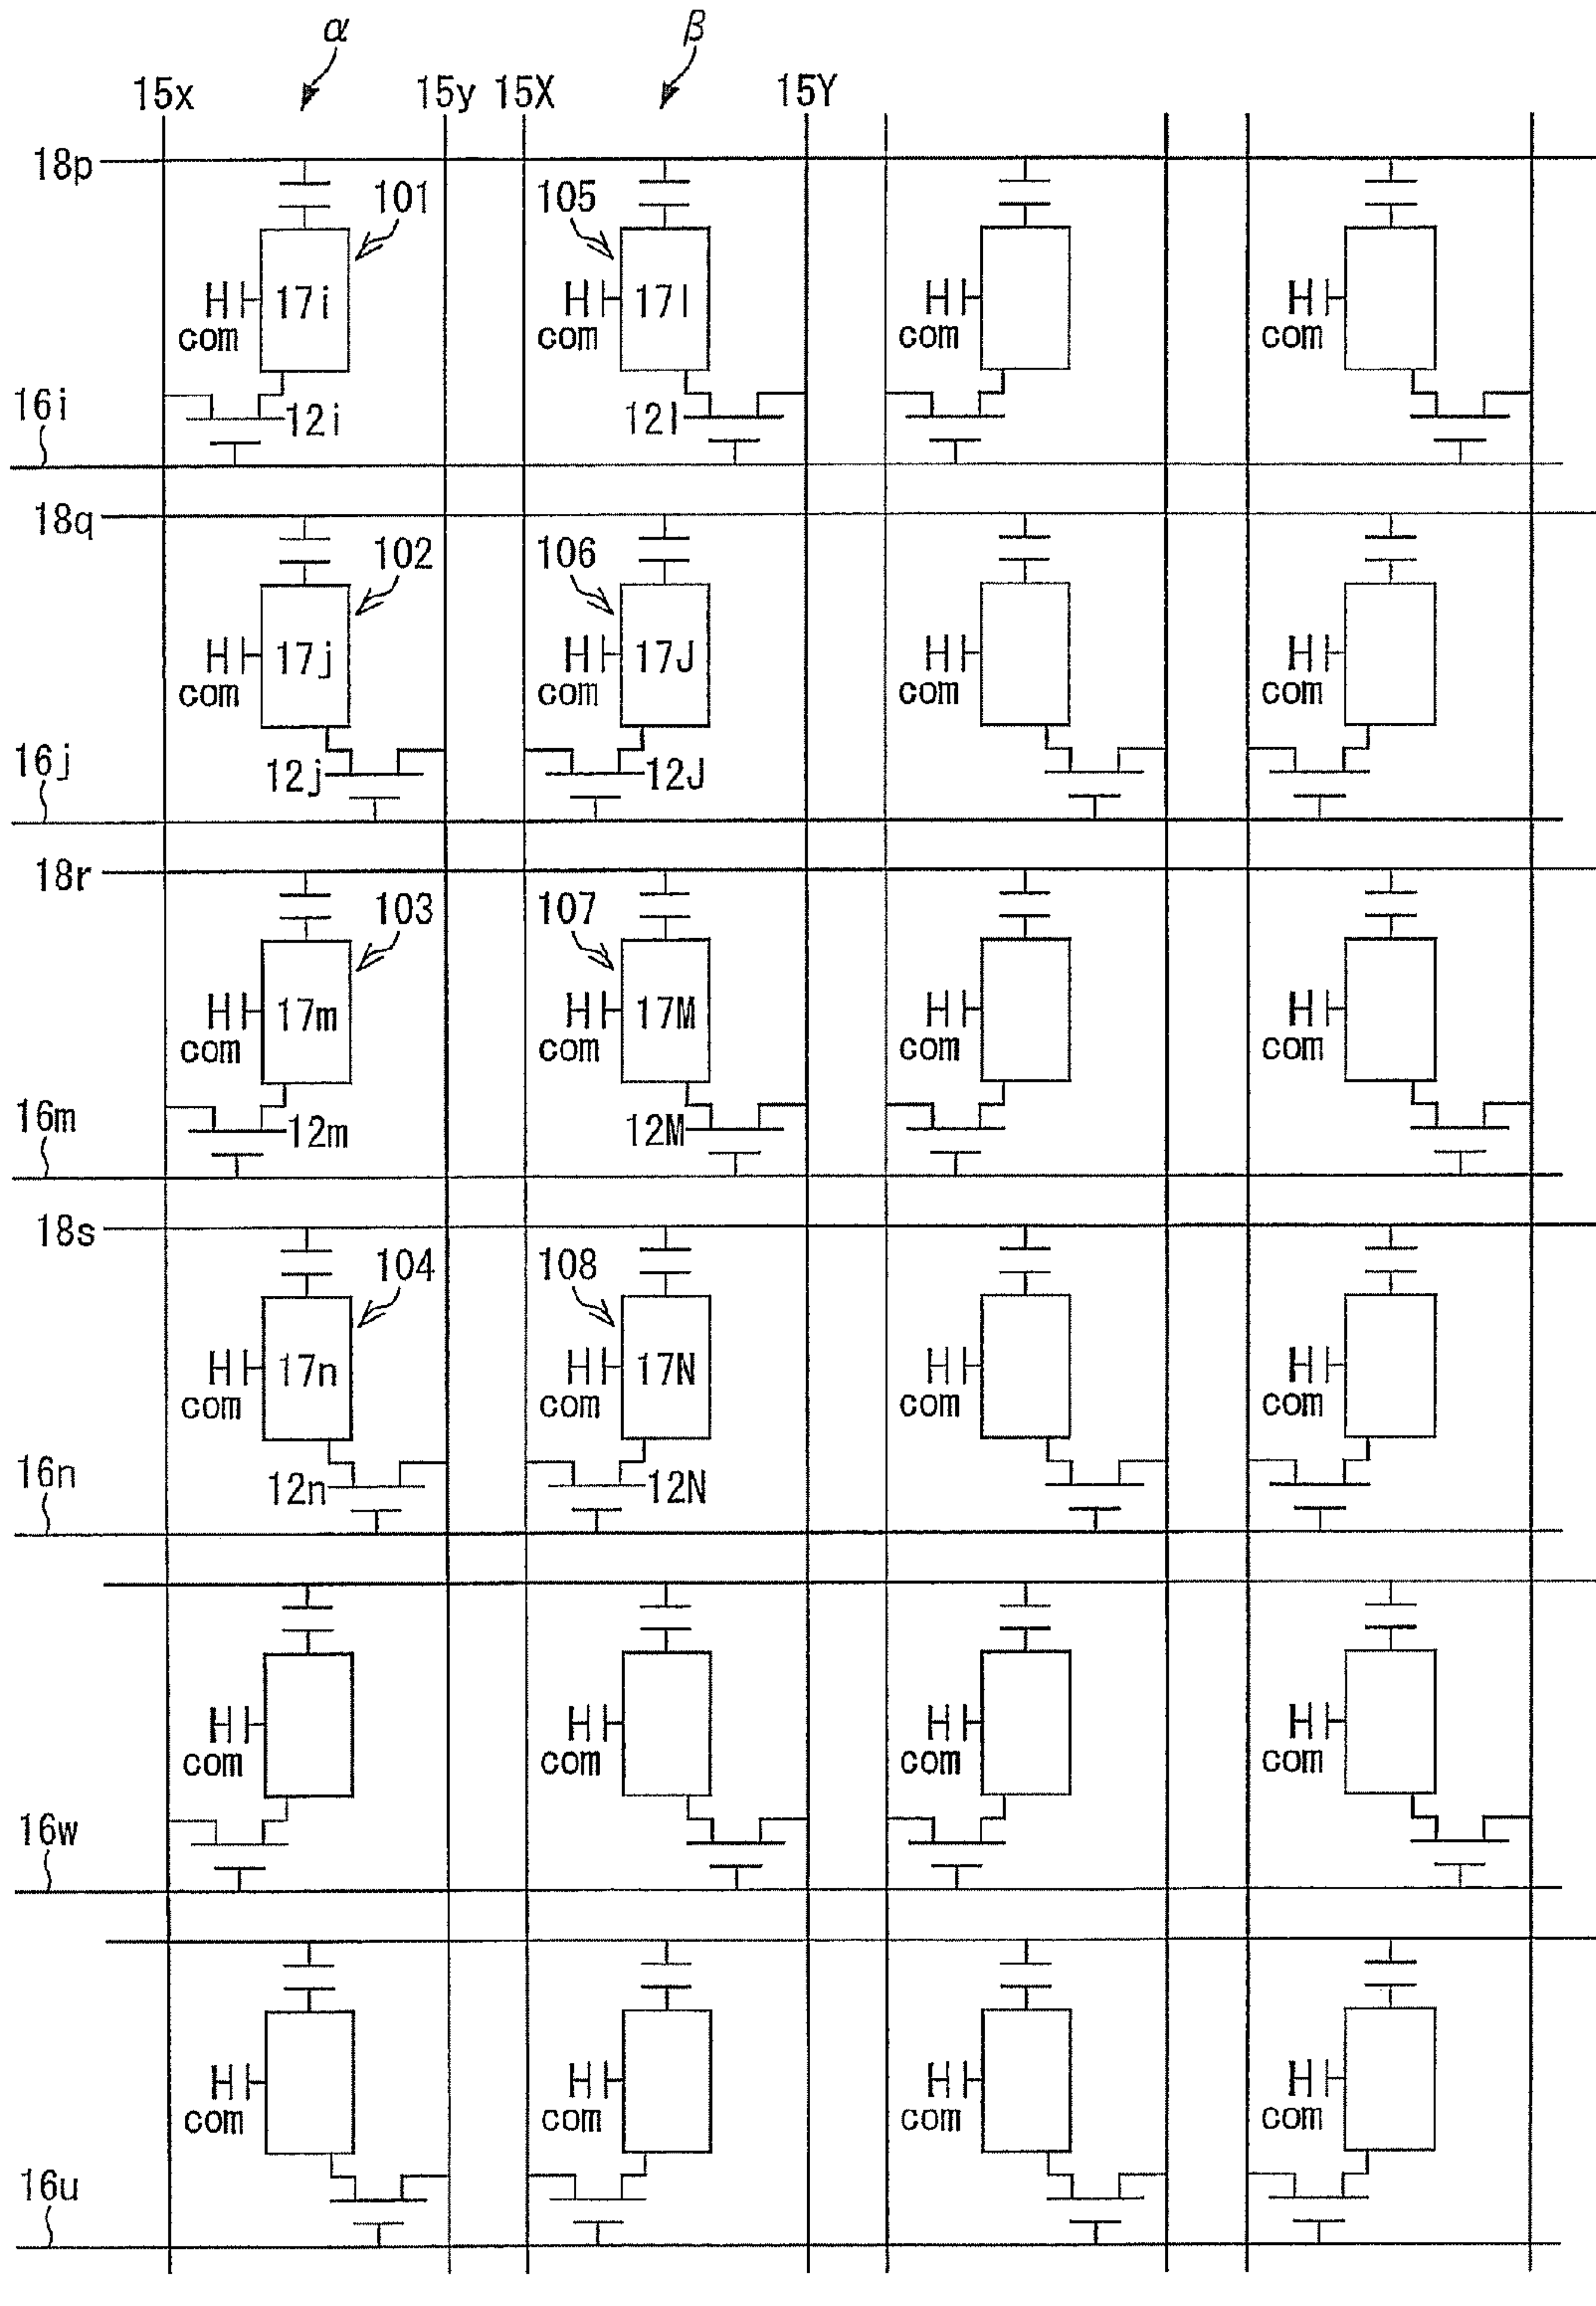 α β
15x 15y 15X 15Y
18p
101 105
17i 17I
com com com com
16i
12i 12I
18q
102 106
17j 17J
com com com com
16j
12j 12J
18r
103 107
17m 17M
com com com com
16m
12m 12M
18s
104 108
17n 17N
com com com com
16n
12n 12N
com com com com
16w
com com com com
16u